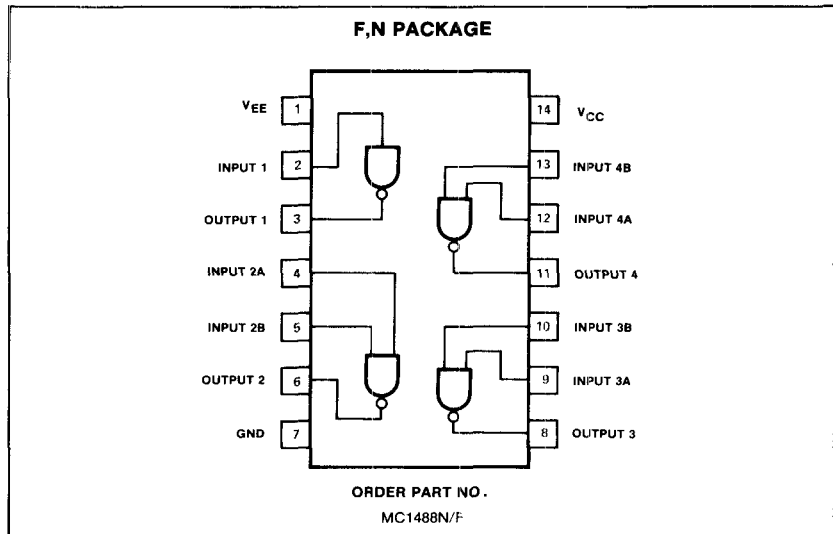 F,N PACKAGE
VEE 1
14 VCC
INPUT 1 2
13 INPUT 4B
OUTPUT 1 3
12 INPUT 4A
INPUT 2A 4
11 OUTPUT 4
INPUT 2B 5
10 INPUT 3B
OUTPUT 2 6
9 INPUT 3A
GND 7
8 OUTPUT 3
ORDER PART NO.
MC1488N/F